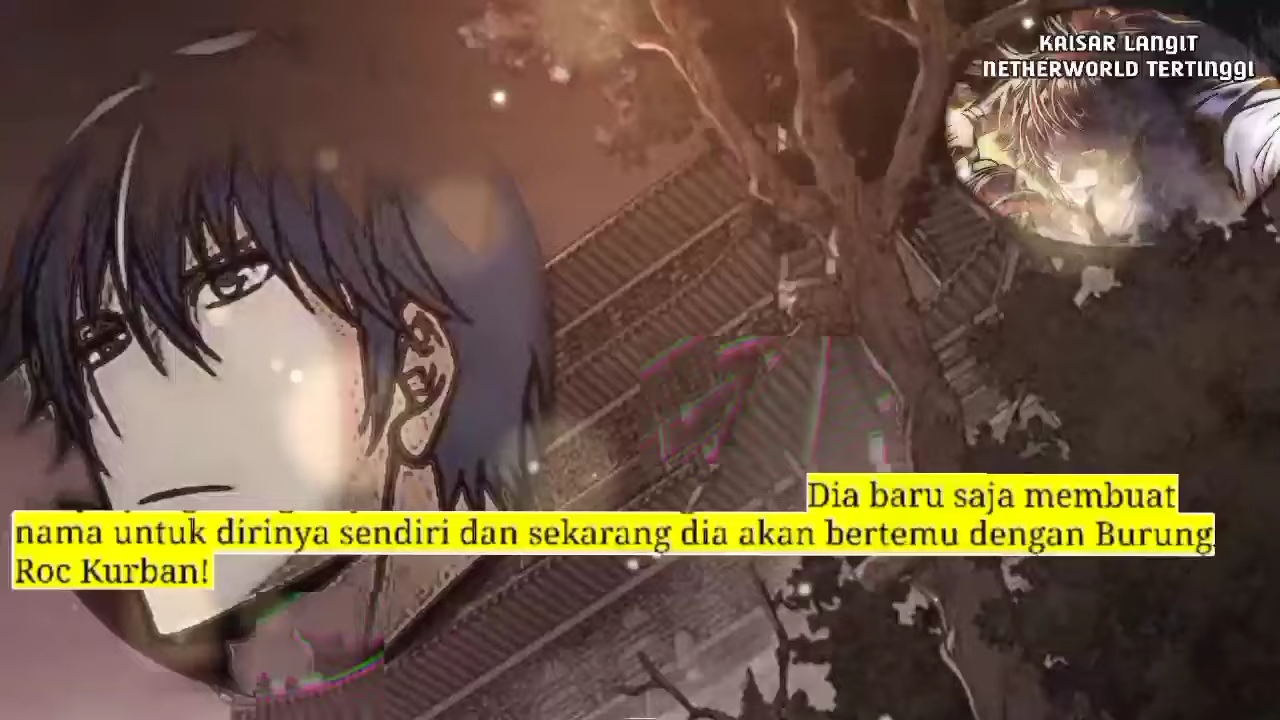 KAISAR LANGIT
NETHERWORLD TERTINGGI
Dia baru saja membuat
nama untuk dirinya sendiri dan sekarang dia akan bertemu dengan Burung
Roc Kurban!